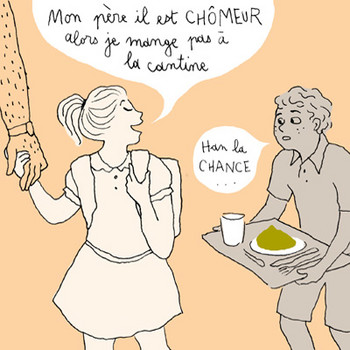 Mon père il est CHÔMEUR
alors je mange pas à
la cantine
Han la
CHANCE
...